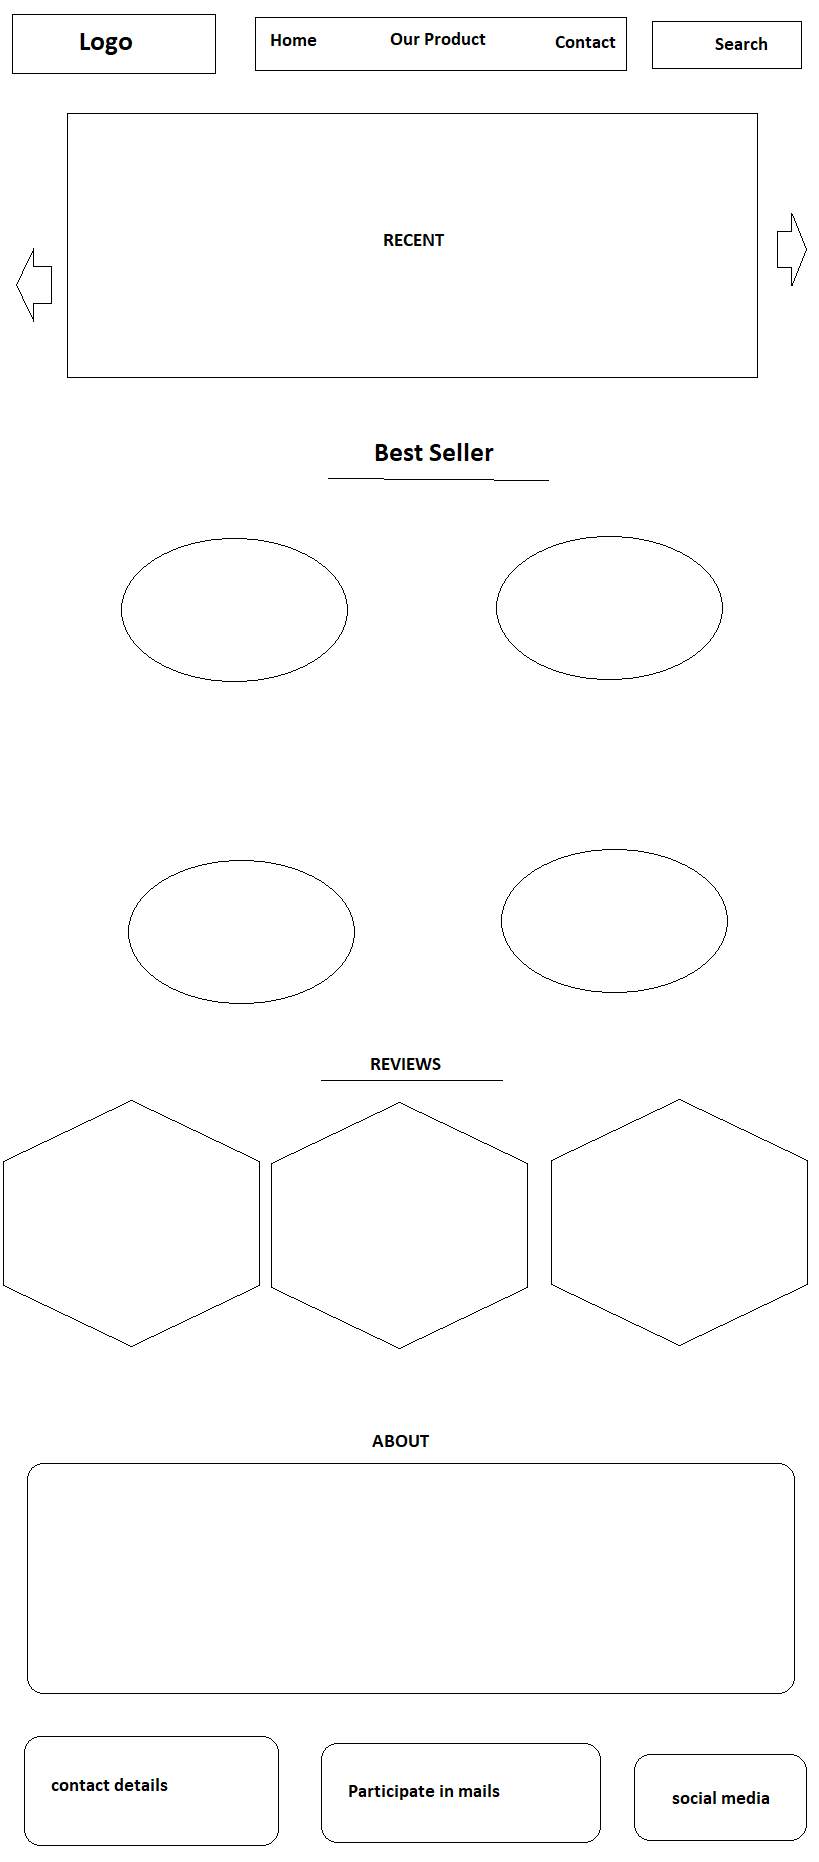 Logo
Home
Our Product
Contact
Search
RECENT
Best Seller
REVIEWS
ABOUT
contact details
Participate in mails
social media